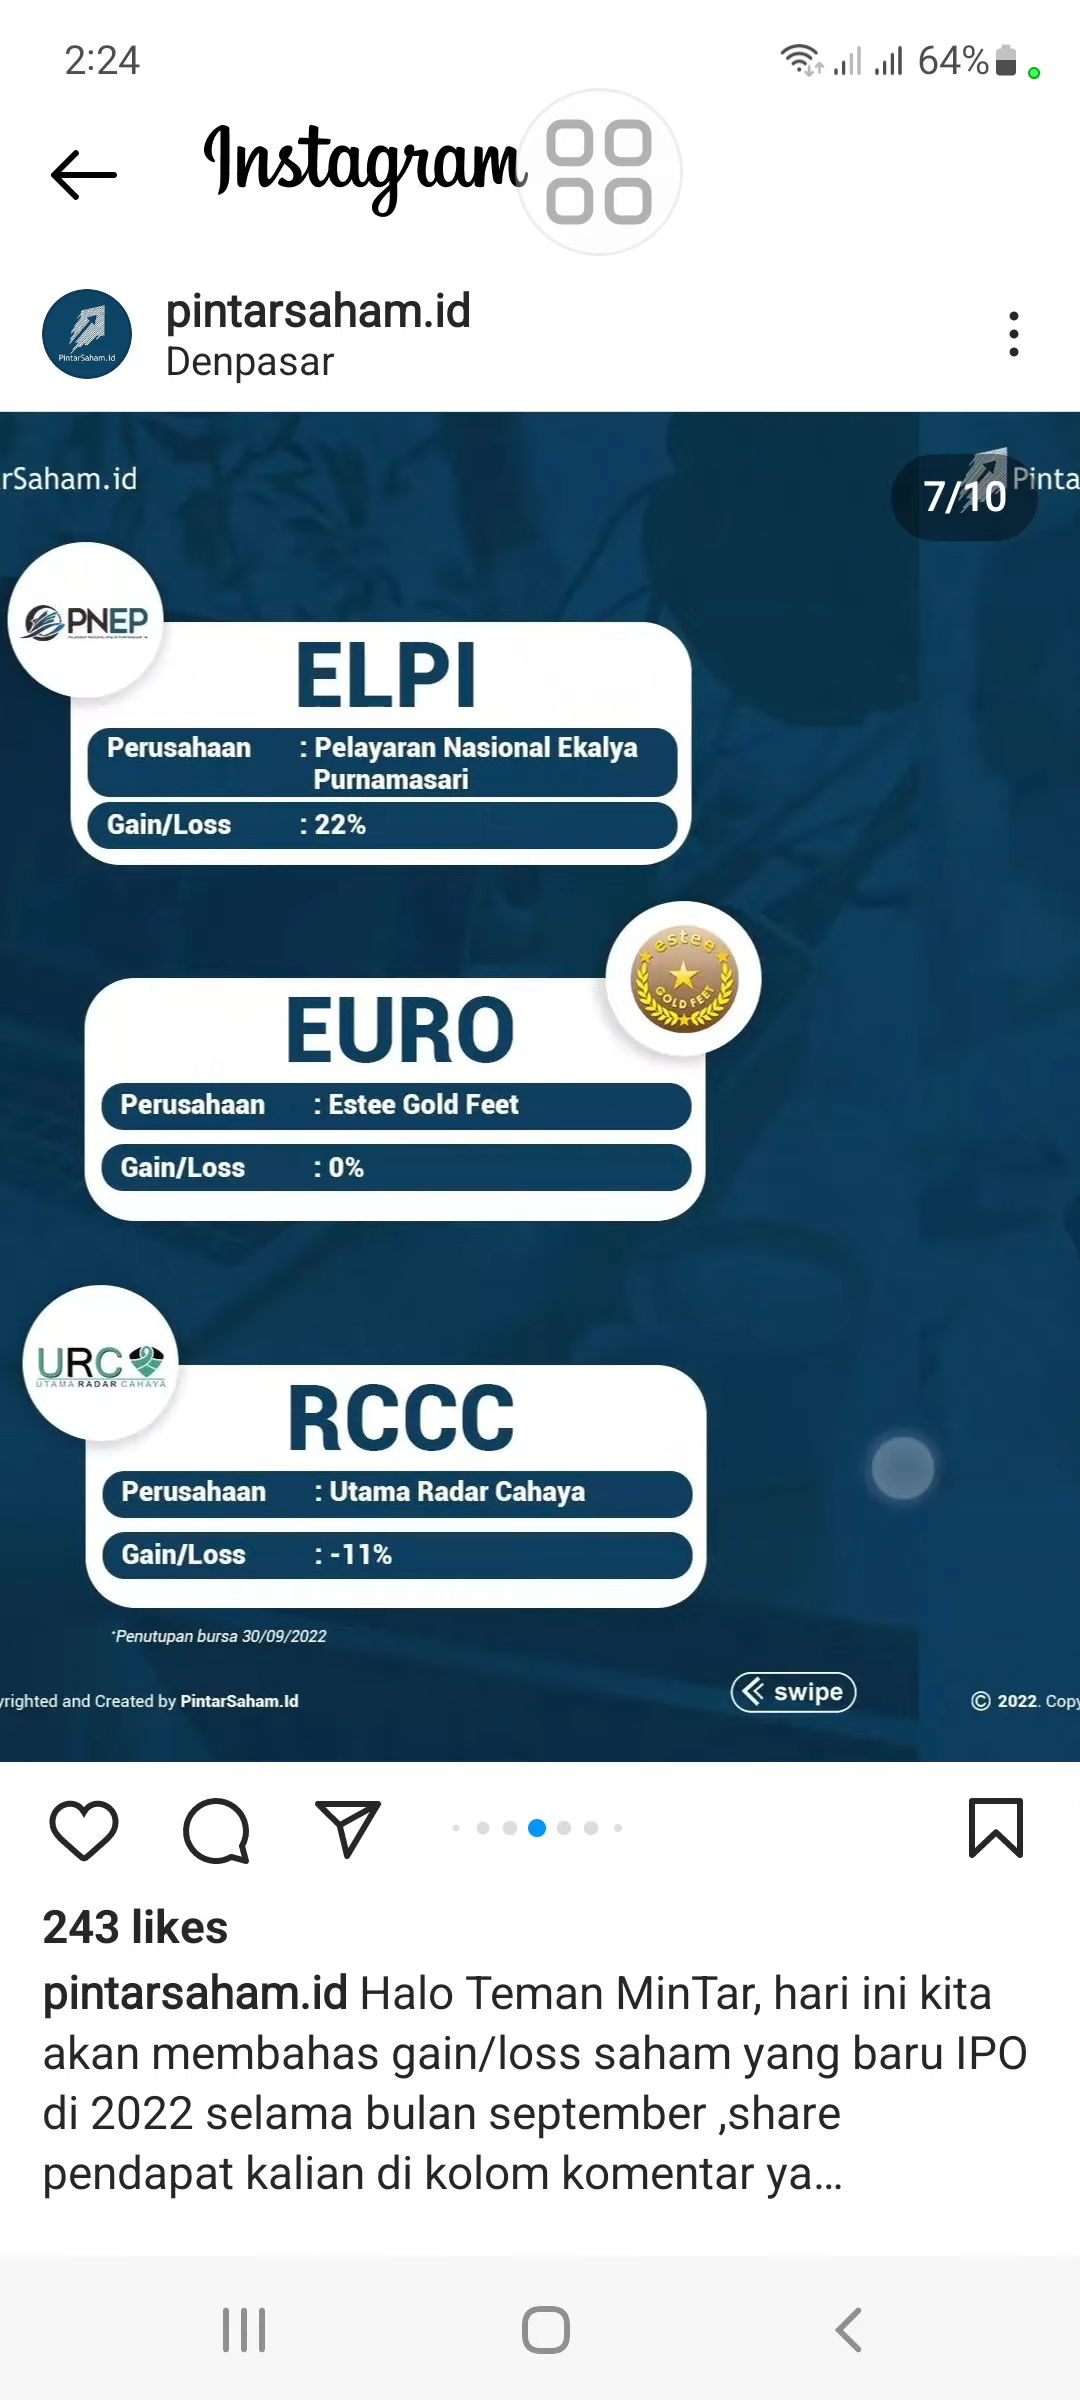 2:24
64%
Instagram
pintarsaham.id
PintarSaham.id
Denpasar
rSaham.id
7/10
Pinta
PNEP
ELPI
Perusahaan : Pelayaran Nasional Ekalya
Purnamasari
Gain/Loss : 22%
estee
GOLD FEET
EURO
Perusahaan : Estee Gold Feet
Gain/Loss : 0%
URC
UTAMA RADAR CAHAYA
RCCC
Perusahaan : Utama Radar Cahaya
Gain/Loss : -11%
*Penutupan bursa 30/09/2022
yrighted and Created by PintarSaham.Id
swipe
© 2022. Copy
243 likes
pintarsaham.id Halo Teman MinTar, hari ini kita
akan membahas gain/loss saham yang baru IPO
di 2022 selama bulan september ,share
pendapat kalian di kolom komentar ya...